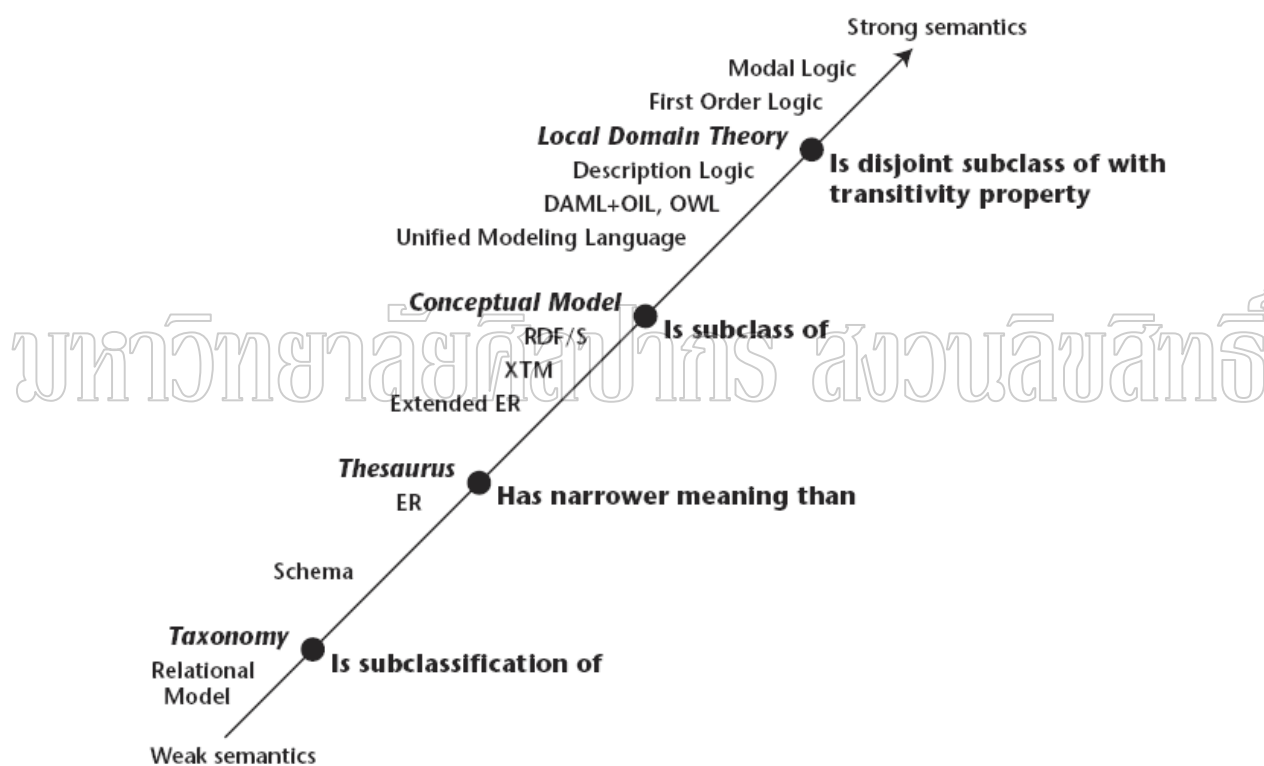 Strong semantics
Modal Logic
First Order Logic
Local Domain Theory
Is disjoint subclass of with
transitivity property
Description Logic
DAML+OIL, OWL
Unified Modeling Language
Conceptual Model
Is subclass of
RDF/S
XTM
Extended ER
มหาวิทยาลัยศิลปากร สงวนลิขสิทธิ์
Thesaurus
Has narrower meaning than
ER
Schema
Taxonomy
Is subclassification of
Relational
Model
Weak semantics